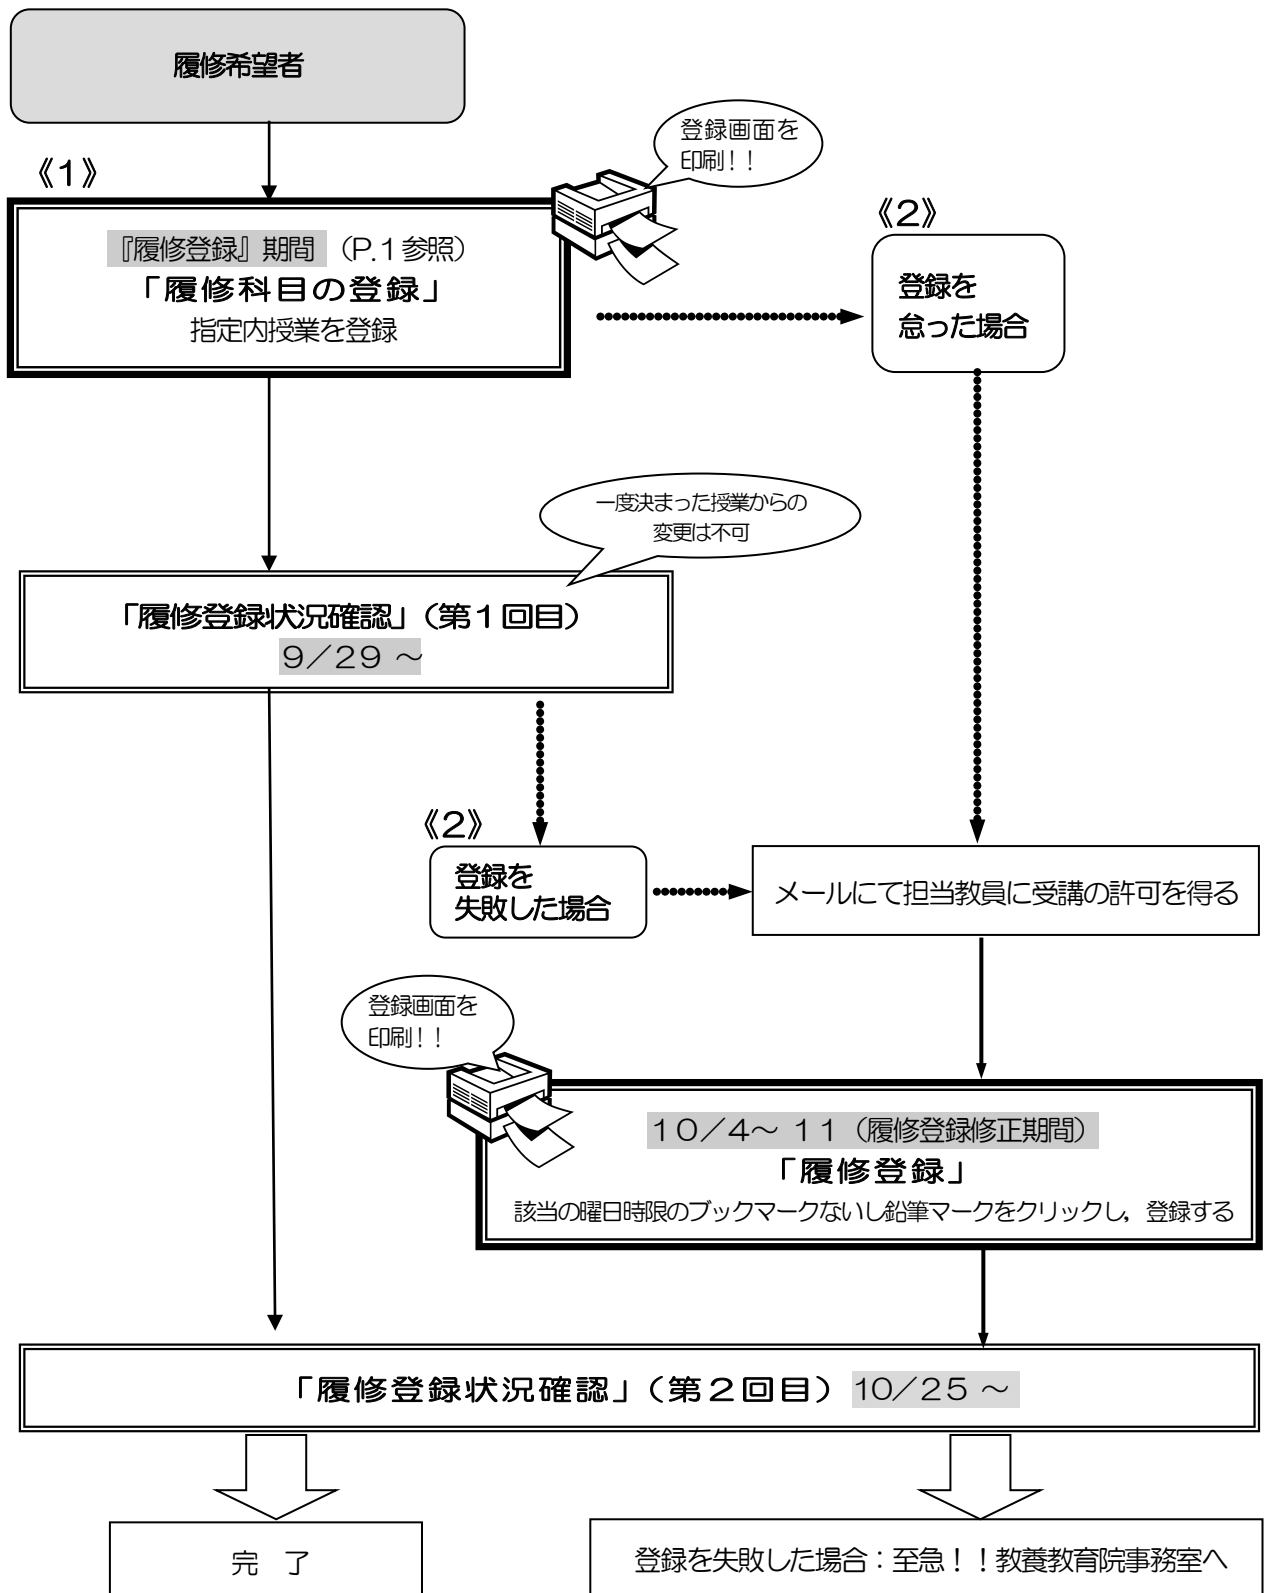 履修希望者
登録画面を
印刷！！
《1》
『履修登録』期間（P.1参照）
「履修科目の登録」
指定内授業を登録
《2》
登録を
怠った場合
一度決まった授業からの
変更は不可
「履修登録状況確認」（第１回目）
９／２９ ～
《2》
登録を
失敗した場合
メールにて担当教員に受講の許可を得る
登録画面を
印刷！！
１０／４～ １１（履修登録修正期間）
「履修登録」
該当の曜日時限のブックマークないし鉛筆マークをクリックし，登録する
「履修登録状況確認」（第２回目） 10／２５ ～
完　了
登録を失敗した場合：至急！！教養教育院事務室へ